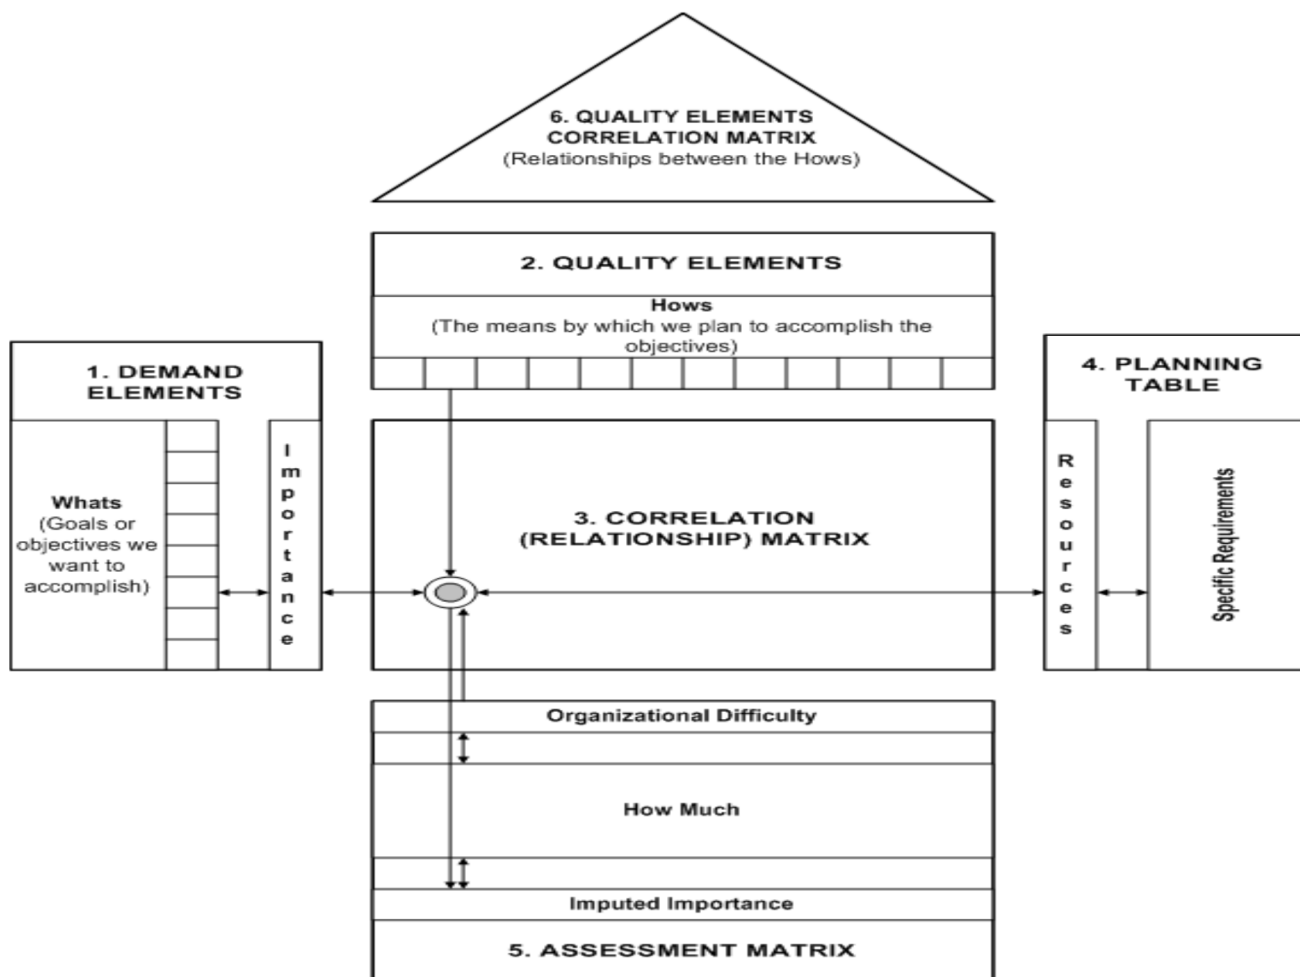 6. QUALITY ELEMENTS
CORRELATION MATRIX
(Relationships between the Hows)
2. QUALITY ELEMENTS
Hows
(The means by which we plan to accomplish the
objectives)
1. DEMAND
ELEMENTS
Whats
(Goals or
objectives we
want to
accomplish)
Importance
3. CORRELATION
(RELATIONSHIP) MATRIX
4. PLANNING
TABLE
Resources
Specific Requirements
Organizational Difficulty
How Much
Imputed Importance
5. ASSESSMENT MATRIX